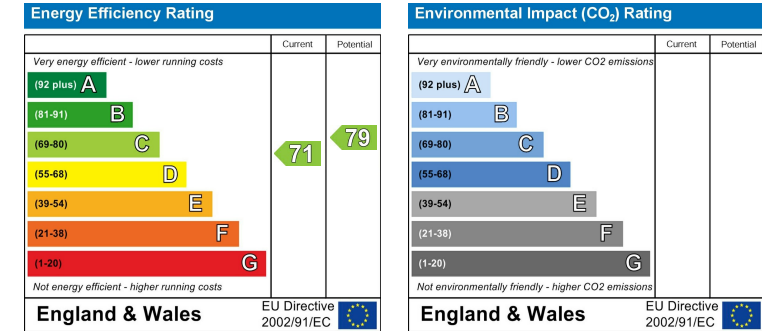 Energy Efficiency Rating
Current Potential
Very energy efficient - lower running costs
(92 plus) A
(81-91) B
(69-80) C
(55-68) D
(39-54) E
(21-38) F
(1-20) G
71
79
Not energy efficient - higher running costs
England & Wales
EU Directive
2002/91/EC
Environmental Impact (CO₂) Rating
Current Potential
Very environmentally friendly - lower CO2 emissions
(92 plus) A
(81-91) B
(69-80) C
(55-68) D
(39-54) E
(21-38) F
(1-20) G
Not environmentally friendly - higher CO2 emissions
England & Wales
EU Directive
2002/91/EC